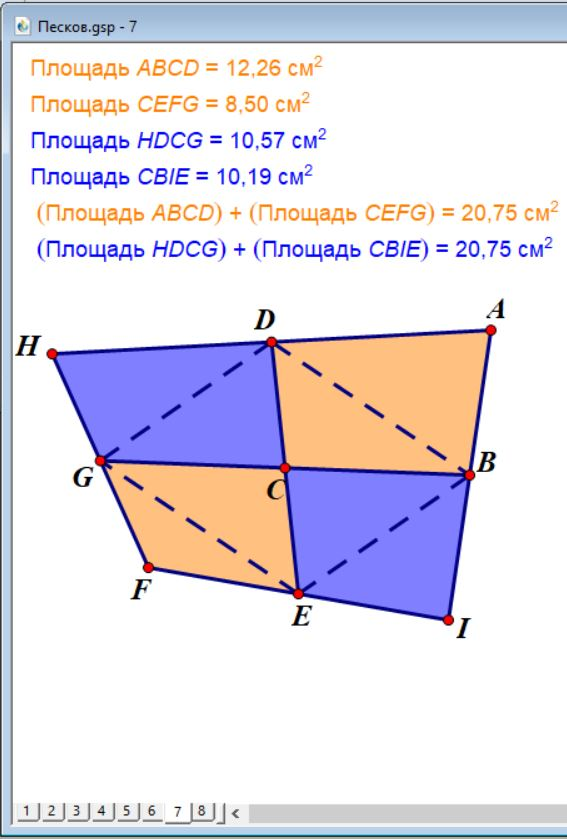 Песков.gsp - 7
Площадь ABCD = 12,26 см²
Площадь CEFG = 8,50 см²
Площадь HDCG = 10,57 см²
Площадь CBIE = 10,19 см²
(Площадь ABCD) + (Площадь CEFG) = 20,75 см²
(Площадь HDCG) + (Площадь CBIE) = 20,75 см²
A
D
H
B
G
C
F
E
I
1 2 3 4 5 6 7 8 <